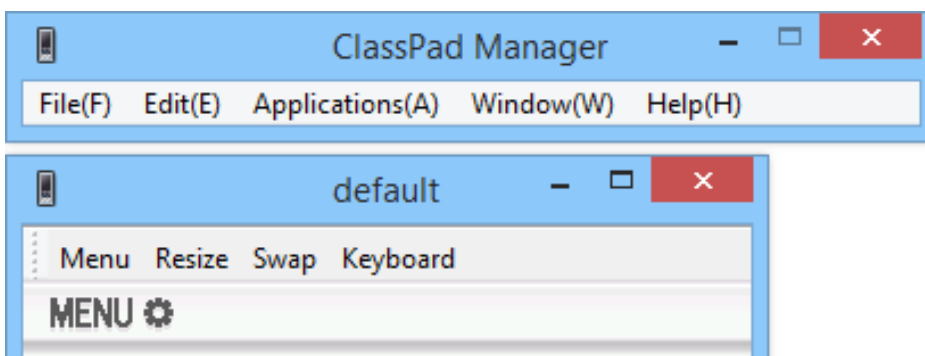 ClassPad Manager
File(F) Edit(E) Applications(A) Window(W) Help(H)
default
Menu Resize Swap Keyboard
MENU